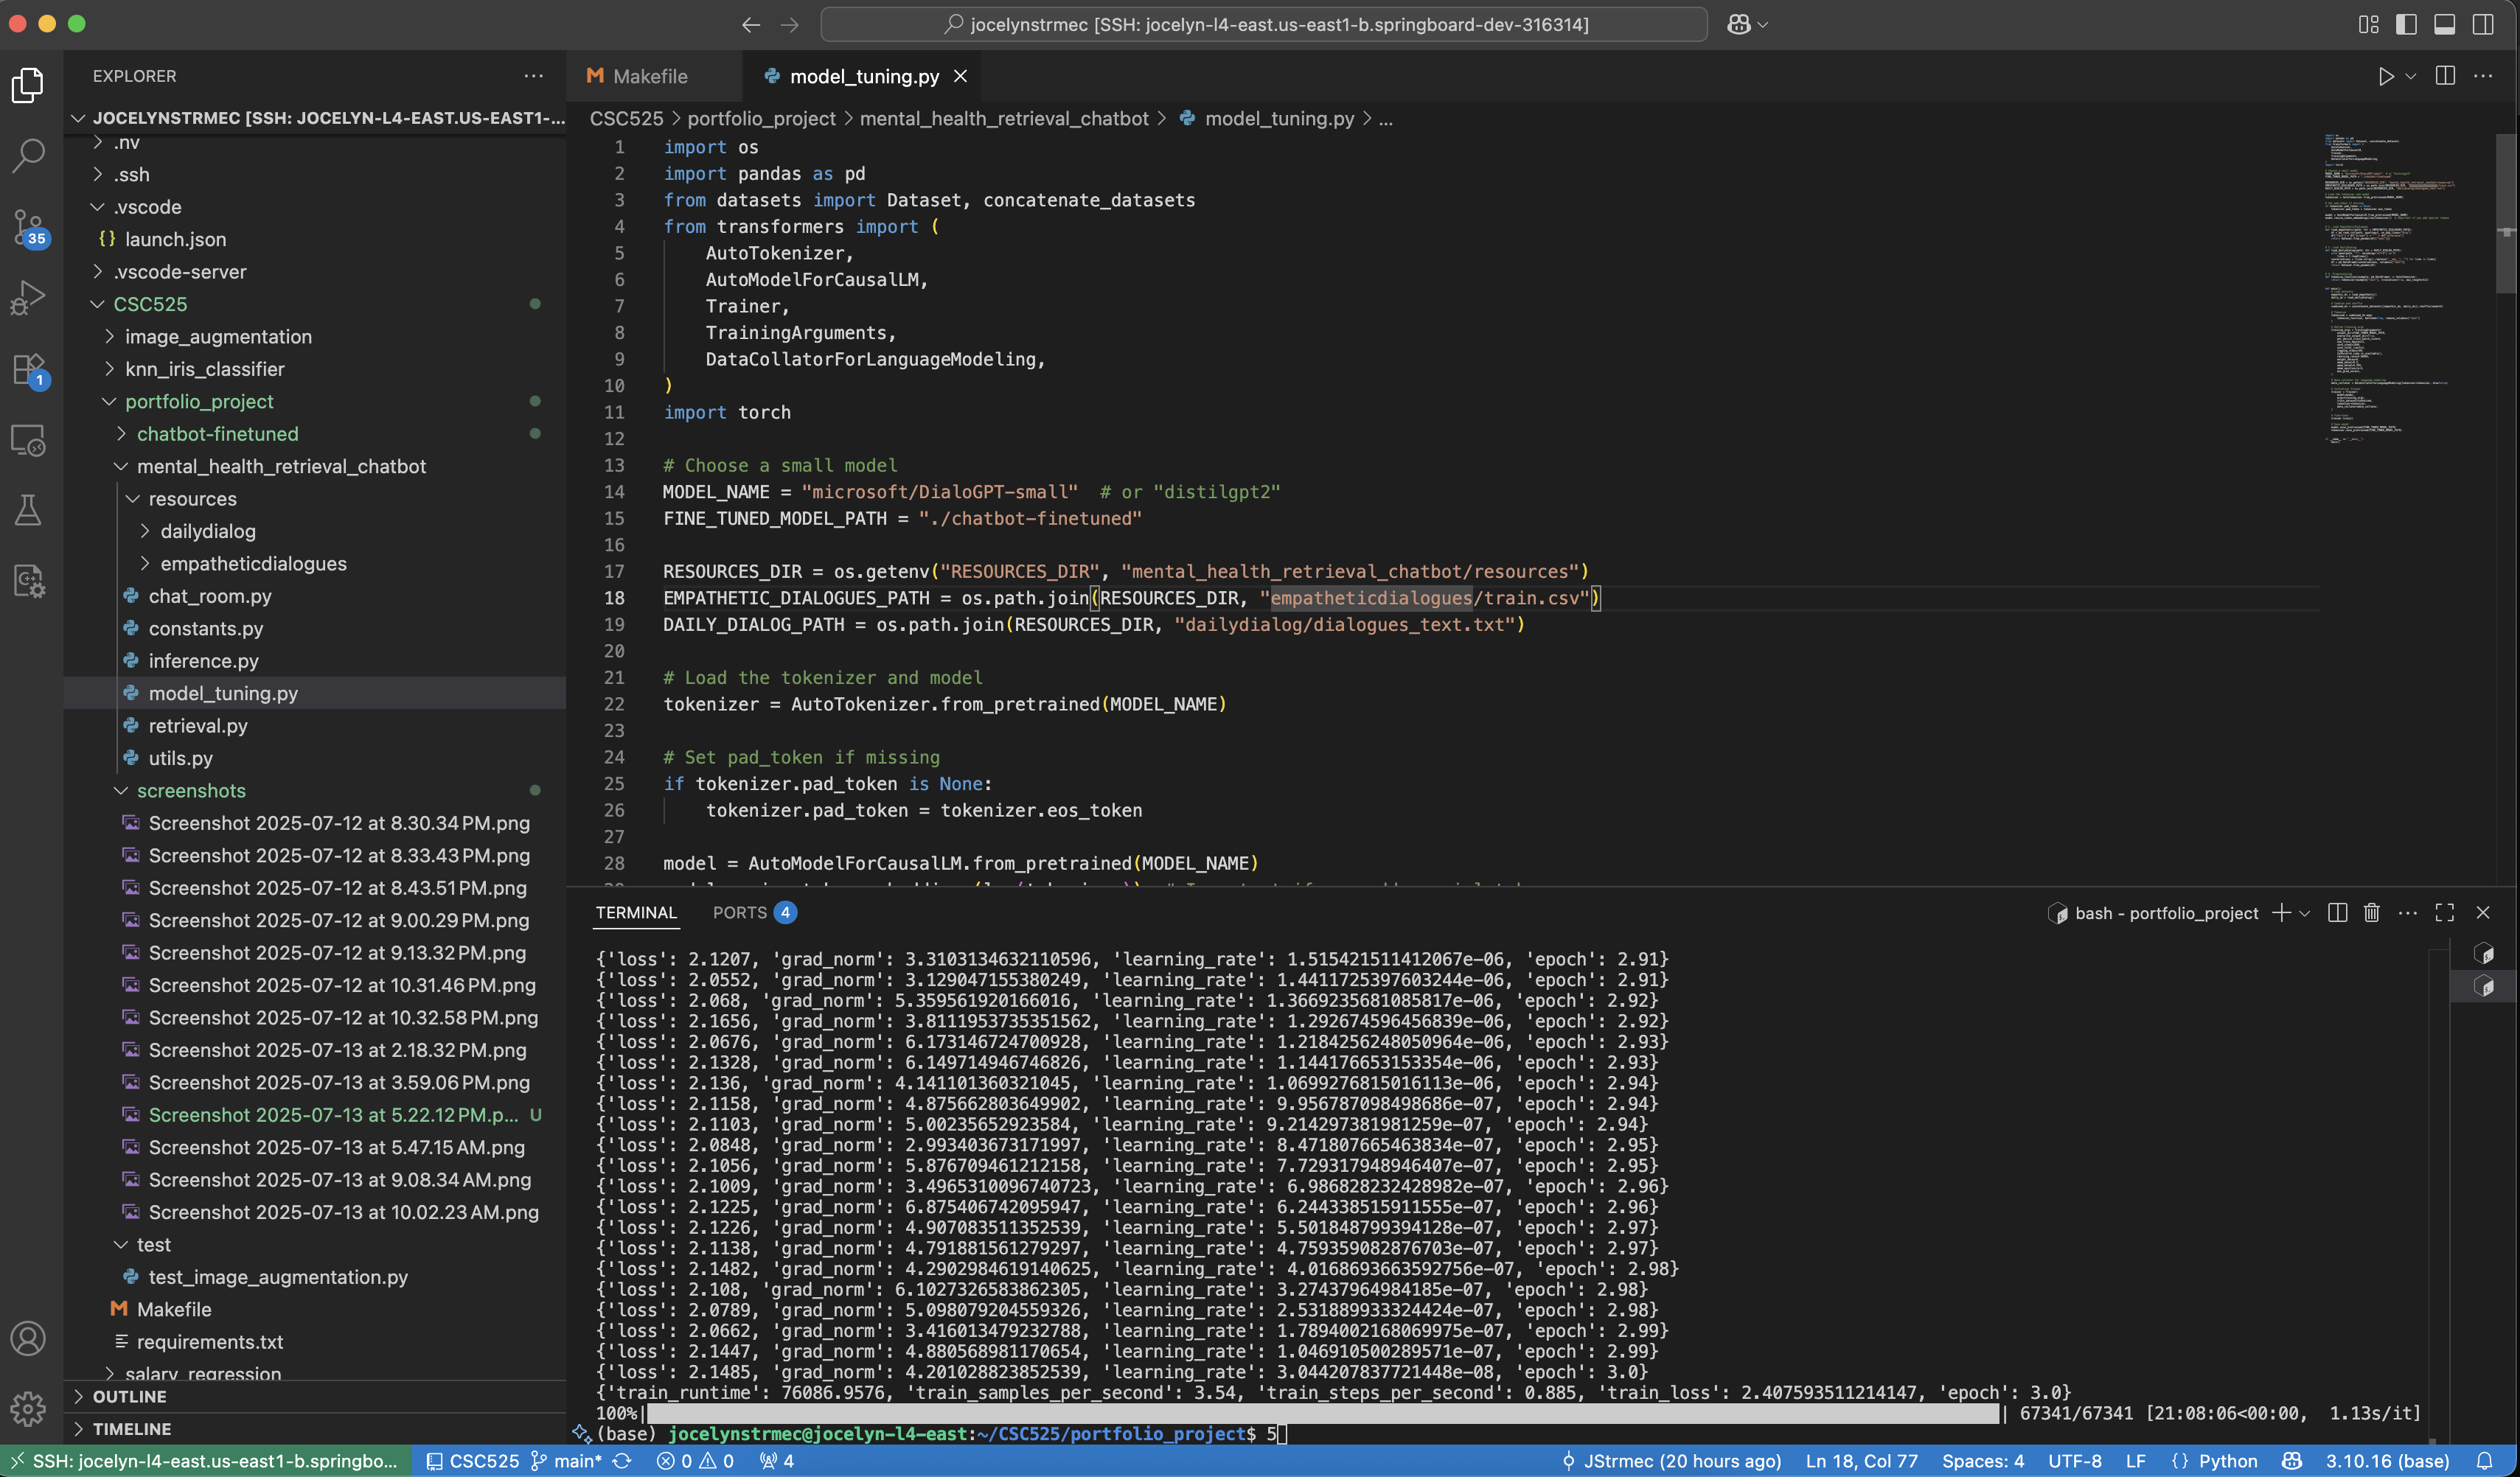 jocelynstrmec [SSH: jocelyn-l4-east.us-east1-b.springboard-dev-316314]
EXPLORER
JOCELYNSTRMEC [SSH: JOCELYN-L4-EAST.US-EAST1-...
.nv
.ssh
.vscode
{} launch.json
.vscode-server
CSC525
image_augmentation
knn_iris_classifier
portfolio_project
chatbot-finetuned
mental_health_retrieval_chatbot
resources
dailydialog
empatheticdialogues
chat_room.py
constants.py
inference.py
model_tuning.py
retrieval.py
utils.py
screenshots
Screenshot 2025-07-12 at 8.30.34 PM.png
Screenshot 2025-07-12 at 8.33.43 PM.png
Screenshot 2025-07-12 at 8.43.51 PM.png
Screenshot 2025-07-12 at 9.00.29 PM.png
Screenshot 2025-07-12 at 9.13.32 PM.png
Screenshot 2025-07-12 at 10.31.46 PM.png
Screenshot 2025-07-12 at 10.32.58 PM.png
Screenshot 2025-07-13 at 2.18.32 PM.png
Screenshot 2025-07-13 at 3.59.06 PM.png
Screenshot 2025-07-13 at 5.22.12 PM.p... U
Screenshot 2025-07-13 at 5.47.15 AM.png
Screenshot 2025-07-13 at 9.08.34 AM.png
Screenshot 2025-07-13 at 10.02.23 AM.png
test
test_image_augmentation.py
M Makefile
requirements.txt
salary_regression
OUTLINE
TIMELINE
35
1
M Makefile
model_tuning.py
CSC525 > portfolio_project > mental_health_retrieval_chatbot > model_tuning.py > ...
1 import os
2 import pandas as pd
3 from datasets import Dataset, concatenate_datasets
4 from transformers import (
5 AutoTokenizer,
6 AutoModelForCausalLM,
7 Trainer,
8 TrainingArguments,
9 DataCollatorForLanguageModeling,
10 )
11 import torch
12
13 # Choose a small model
14 MODEL_NAME = "microsoft/DialoGPT-small" # or "distilgpt2"
15 FINE_TUNED_MODEL_PATH = "./chatbot-finetuned"
16
17 RESOURCES_DIR = os.getenv("RESOURCES_DIR", "mental_health_retrieval_chatbot/resources")
18 EMPATHETIC_DIALOGUES_PATH = os.path.join(RESOURCES_DIR, "empatheticdialogues/train.csv")
19 DAILY_DIALOG_PATH = os.path.join(RESOURCES_DIR, "dailydialog/dialogues_text.txt")
20
21 # Load the tokenizer and model
22 tokenizer = AutoTokenizer.from_pretrained(MODEL_NAME)
23
24 # Set pad_token if missing
25 if tokenizer.pad_token is None:
26 tokenizer.pad_token = tokenizer.eos_token
27
28 model = AutoModelForCausalLM.from_pretrained(MODEL_NAME)
TERMINAL
PORTS 4
bash - portfolio_project
{'loss': 2.1207, 'grad_norm': 3.3103134632110596, 'learning_rate': 1.515421511412067e-06, 'epoch': 2.91}
{'loss': 2.0552, 'grad_norm': 3.129047155380249, 'learning_rate': 1.4411725397603244e-06, 'epoch': 2.91}
{'loss': 2.068, 'grad_norm': 5.359561920166016, 'learning_rate': 1.3669235681085817e-06, 'epoch': 2.92}
{'loss': 2.1656, 'grad_norm': 3.8111953735351562, 'learning_rate': 1.292674596456839e-06, 'epoch': 2.92}
{'loss': 2.0676, 'grad_norm': 6.173146724700928, 'learning_rate': 1.2184256248050964e-06, 'epoch': 2.93}
{'loss': 2.1328, 'grad_norm': 6.149714946746826, 'learning_rate': 1.144176653153354e-06, 'epoch': 2.93}
{'loss': 2.136, 'grad_norm': 4.141101360321045, 'learning_rate': 1.0699276815016113e-06, 'epoch': 2.94}
{'loss': 2.1158, 'grad_norm': 4.875662803649902, 'learning_rate': 9.956787098498686e-07, 'epoch': 2.94}
{'loss': 2.1103, 'grad_norm': 5.00235652923584, 'learning_rate': 9.214297381981259e-07, 'epoch': 2.94}
{'loss': 2.0848, 'grad_norm': 2.993403673171997, 'learning_rate': 8.471807665463834e-07, 'epoch': 2.95}
{'loss': 2.1056, 'grad_norm': 5.876709461212158, 'learning_rate': 7.729317948946407e-07, 'epoch': 2.95}
{'loss': 2.1009, 'grad_norm': 3.4965310096740723, 'learning_rate': 6.986828232428982e-07, 'epoch': 2.96}
{'loss': 2.1225, 'grad_norm': 6.875406742095947, 'learning_rate': 6.244338515911555e-07, 'epoch': 2.96}
{'loss': 2.1226, 'grad_norm': 4.907083511352539, 'learning_rate': 5.501848799394128e-07, 'epoch': 2.97}
{'loss': 2.1138, 'grad_norm': 4.791881561279297, 'learning_rate': 4.759359082876703e-07, 'epoch': 2.97}
{'loss': 2.1482, 'grad_norm': 4.2902984619140625, 'learning_rate': 4.0168693663592756e-07, 'epoch': 2.98}
{'loss': 2.108, 'grad_norm': 6.1027326583862305, 'learning_rate': 3.27437964984185e-07, 'epoch': 2.98}
{'loss': 2.0789, 'grad_norm': 5.098079204559326, 'learning_rate': 2.531889933324424e-07, 'epoch': 2.98}
{'loss': 2.0662, 'grad_norm': 3.416013479232788, 'learning_rate': 1.7894002168069975e-07, 'epoch': 2.99}
{'loss': 2.1447, 'grad_norm': 4.880568981170654, 'learning_rate': 1.046910500289571e-07, 'epoch': 2.99}
{'loss': 2.1485, 'grad_norm': 4.201028823852539, 'learning_rate': 3.044207837721448e-08, 'epoch': 3.0}
{'train_runtime': 76086.9576, 'train_samples_per_second': 3.54, 'train_steps_per_second': 0.885, 'train_loss': 2.407593511214147, 'epoch': 3.0}
100%| | 67341/67341 [21:08:06<00:00, 1.13s/it]
(base) jocelynstrmec@jocelyn-l4-east:~/CSC525/portfolio_project$ 5
SSH: jocelyn-l4-east.us-east1-b.springbo... CSC525 main* 0 0 4 JStrmec (20 hours ago) Ln 18, Col 77 Spaces: 4 UTF-8 LF {} Python 3.10.16 (base)